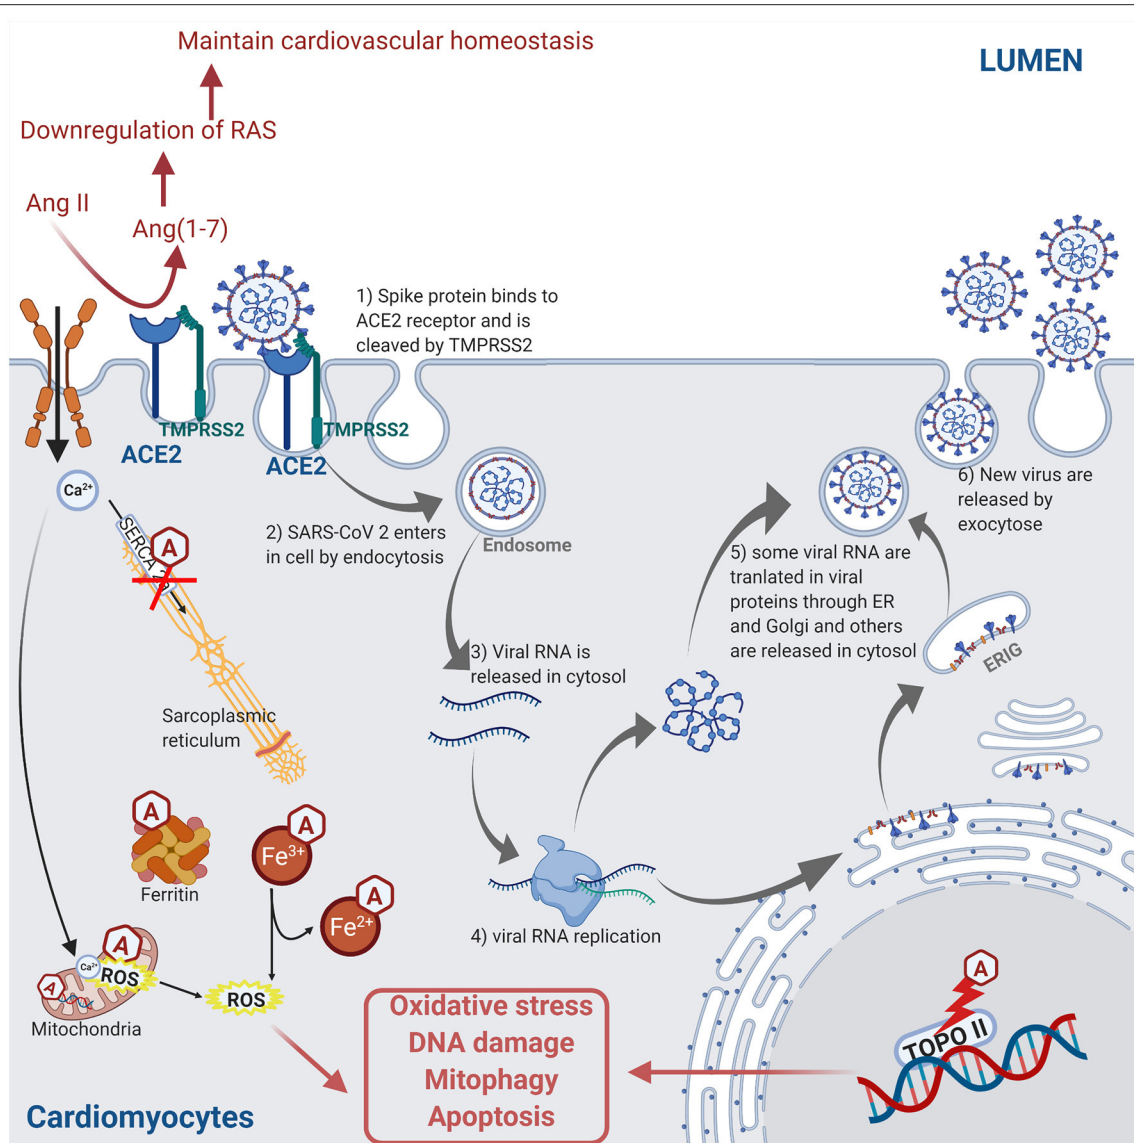 Maintain cardiovascular homeostasis
LUMEN
Downregulation of RAS
Ang II
Ang(1-7)
1) Spike protein binds to
ACE2 receptor and is
cleaved by TMPRSS2
TMPRSS2
ACE2
TMPRSS2
ACE2
Ca2+
SERCA 2a
A
2) SARS-CoV 2 enters
in cell by endocytosis
Endosome
6) New virus are
released by
exocytose
5) some viral RNA are
tranlated in viral
proteins through ER
and Golgi and others
are released in cytosol
ERIG
3) Viral RNA is
released in cytosol
Sarcoplasmic
reticulum
A
Ferritin
A
Fe3+
A
Fe2+
4) viral RNA replication
A
Ca2+
ROS
A
Mitochondria
ROS
Oxidative stress
DNA damage
Mitophagy
Apoptosis
A
TOPO II
Cardiomyocytes